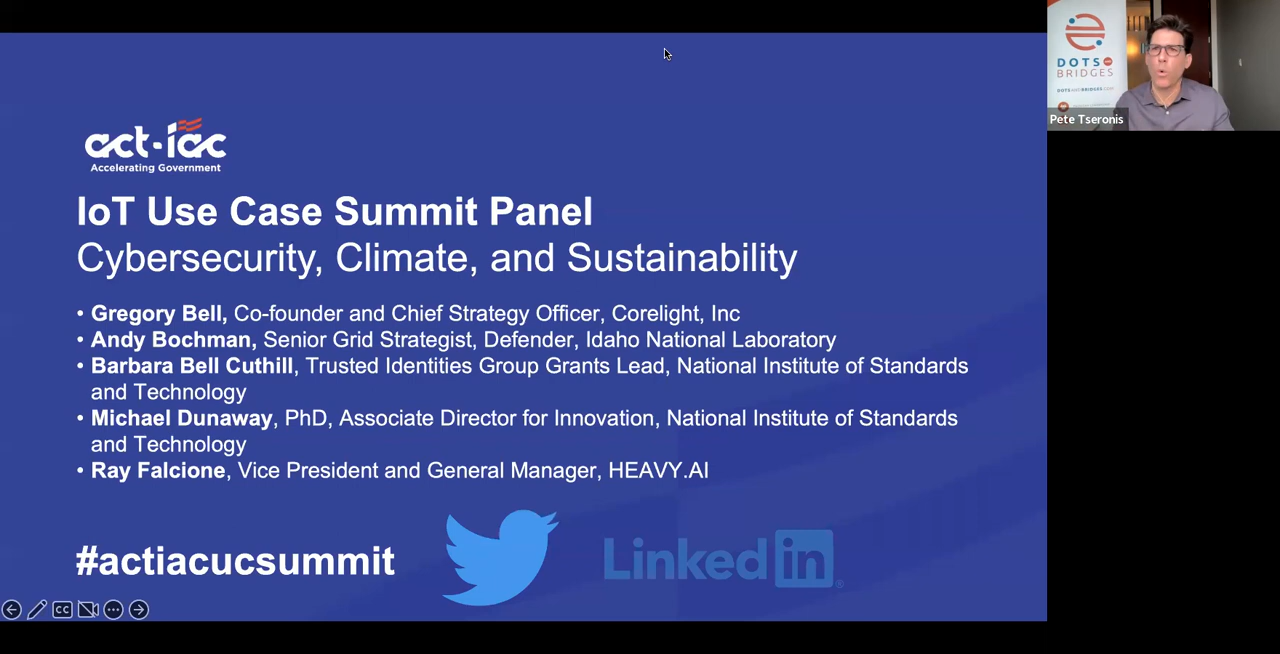 act-iac
Accelerating Government
IoT Use Case Summit Panel
Cybersecurity, Climate, and Sustainability
• Gregory Bell, Co-founder and Chief Strategy Officer, Corelight, Inc
• Andy Bochman, Senior Grid Strategist, Defender, Idaho National Laboratory
• Barbara Bell Cuthill, Trusted Identities Group Grants Lead, National Institute of Standards
and Technology
• Michael Dunaway, PhD, Associate Director for Innovation, National Institute of Standards
and Technology
• Ray Falcione, Vice President and General Manager, HEAVY.AI
#actiacucsummit
LinkedIn
CC
DOTS
BRIDGES
DOTSANDBRIDGES.COM
Pete Tseronis